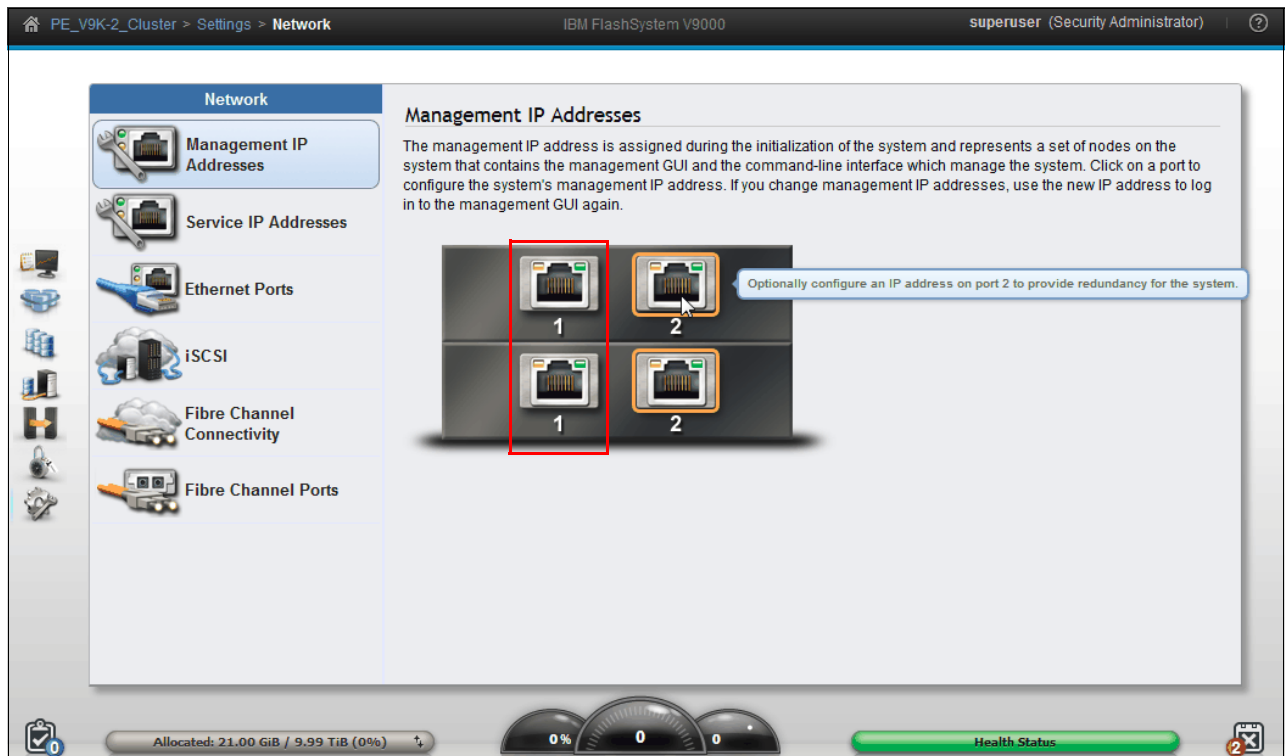 PE_V9K-2_Cluster > Settings > Network
IBM FlashSystem V9000
superuser (Security Administrator)
?
Network
Management IP
Addresses
Service IP Addresses
Ethernet Ports
iSCSI
Fibre Channel
Connectivity
Fibre Channel Ports
Management IP Addresses
The management IP address is assigned during the initialization of the system and represents a set of nodes on the
system that contains the management GUI and the command-line interface which manage the system. Click on a port to
configure the system's management IP address. If you change management IP addresses, use the new IP address to log
in to the management GUI again.
1
2
Optionally configure an IP address on port 2 to provide redundancy for the system.
1
2
0
Allocated: 21.00 GiB / 9.99 TiB (0%)
0%
0
0
Health Status
2